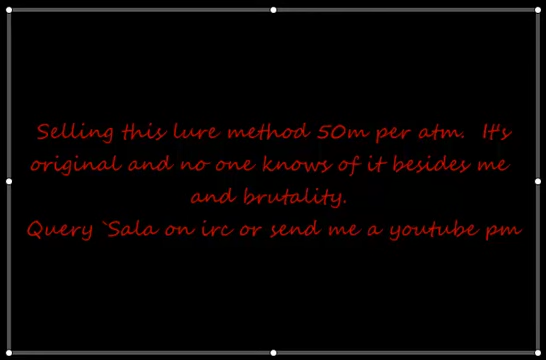 Selling this lure method 50m per atm. It's
original and no one knows of it besides me
and brutality.
Query `Sala on irc or send me a youtube pm